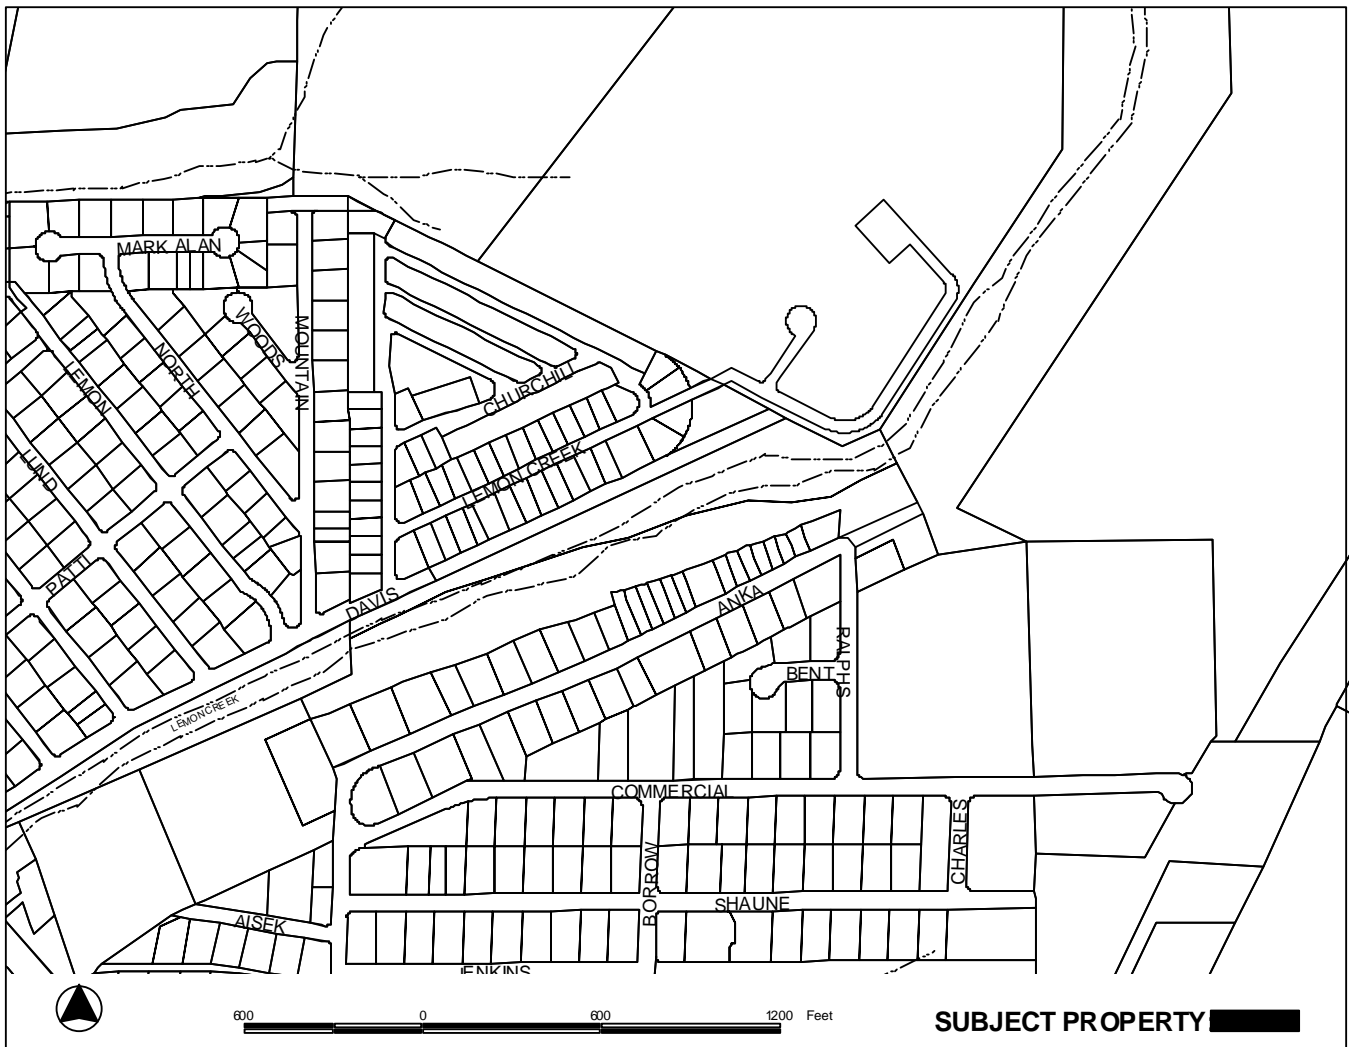 MARK ALAN
WOODS
MOUNTAIN
NORTH
LEMON
CHURCHILL
LUND
LEMON CREEK
PATTI
DAVIS
ANKA
RALPHS
BENT
LEMON CREEK
COMMERCIAL
CHARLES
BORROW
SHAUNE
AISEK
JENKINS
600 0 600 1200 Feet
SUBJECT PROPERTY